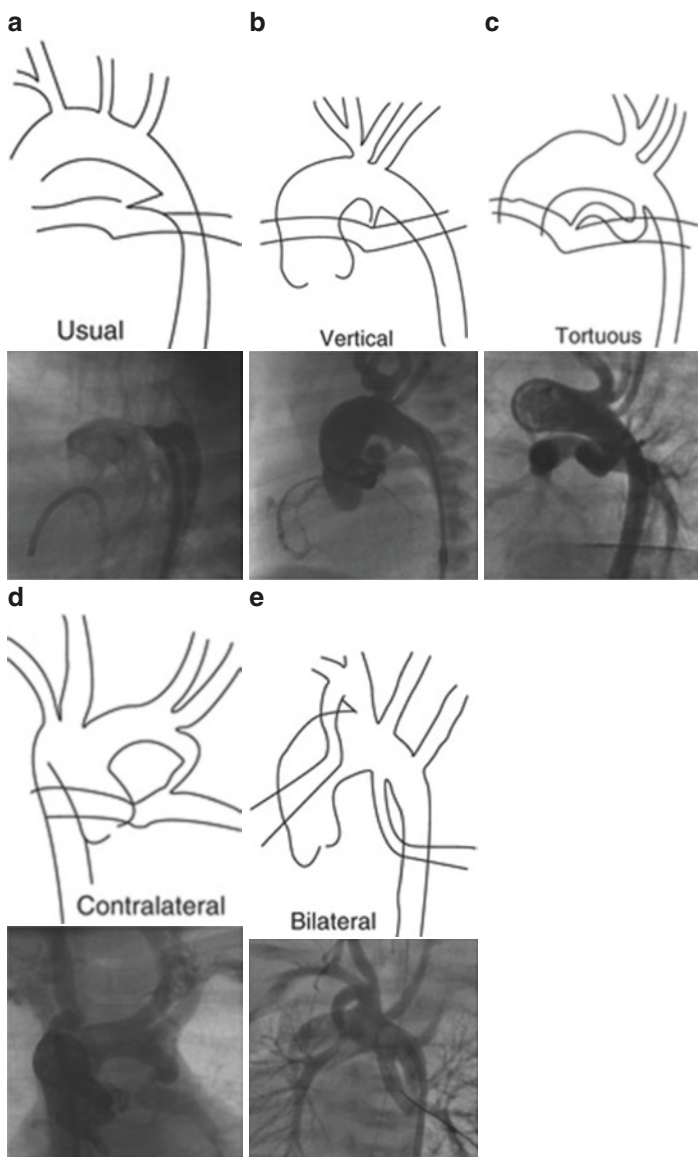 a
b
c
Usual
Vertical
Tortuous
d
e
Contralateral
Bilateral